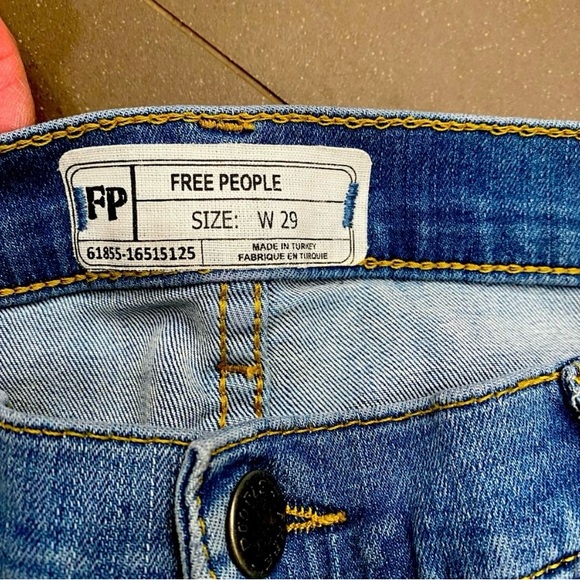 FP
FREE PEOPLE
SIZE: W 29
61855-16515125
MADE IN TURKEY
FABRIQUE EN TURQUIE